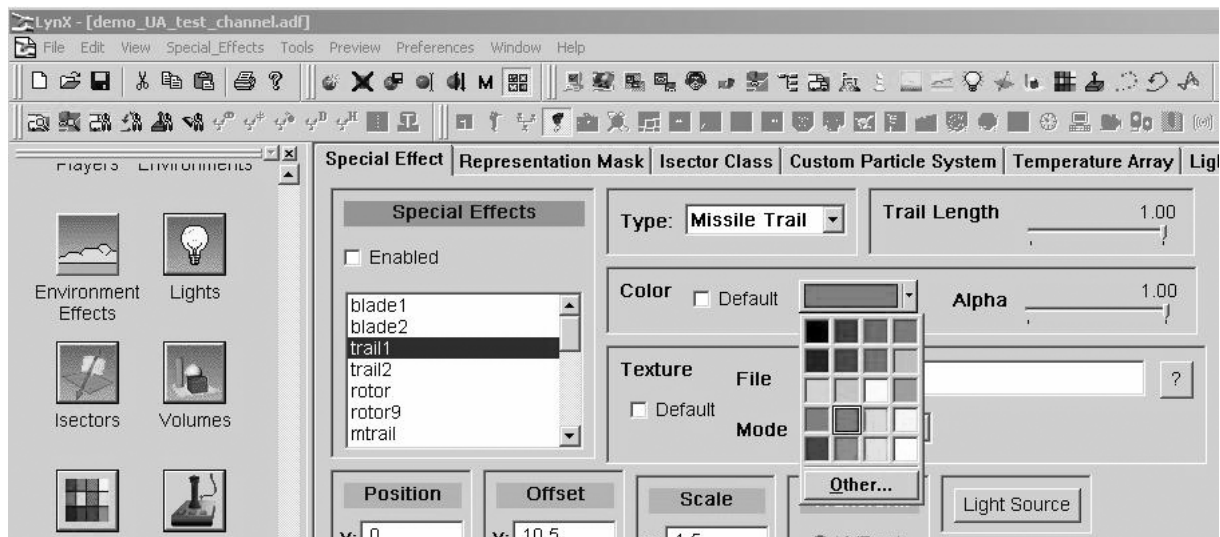 LynX - [demo_UA_test_channel.adf]
File Edit View Special_Effects Tools Preview Preferences Window Help
M
Players Environments
Environment Effects
Lights
Isectors
Volumes
Special Effect Representation Mask Isector Class Custom Particle System Temperature Array
Special Effects
Enabled
blade1
blade2
trail1
trail2
rotor
rotor9
mtrail
Type: Missile Trail
Trail Length 1.00
Color Default
Alpha 1.00
Texture
Default
File
?
Mode
Other...
Position
0
Offset
10.5
Scale
1.5
Light Source